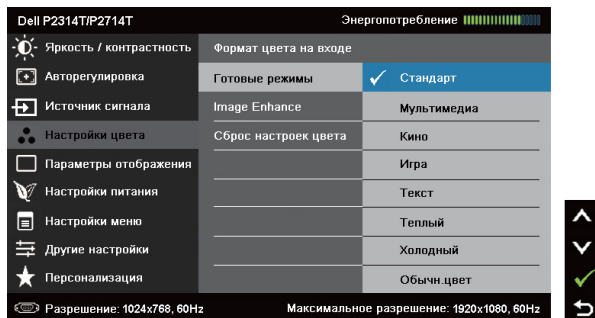 Dell P2314T/P2714T
Энергопотребление
Яркость / контрастность
Формат цвета на входе
Авторегулировка
Готовые режимы
Стандарт
Источник сигнала
Image Enhance
Мультимедиа
Настройки цвета
Сброс настроек цвета
Кино
Параметры отображения
Игра
Настройки питания
Текст
Настройки меню
Теплый
Другие настройки
Холодный
Персонализация
Обычн.цвет
Разрешение: 1024x768, 60Hz
Максимальное разрешение: 1920x1080, 60Hz